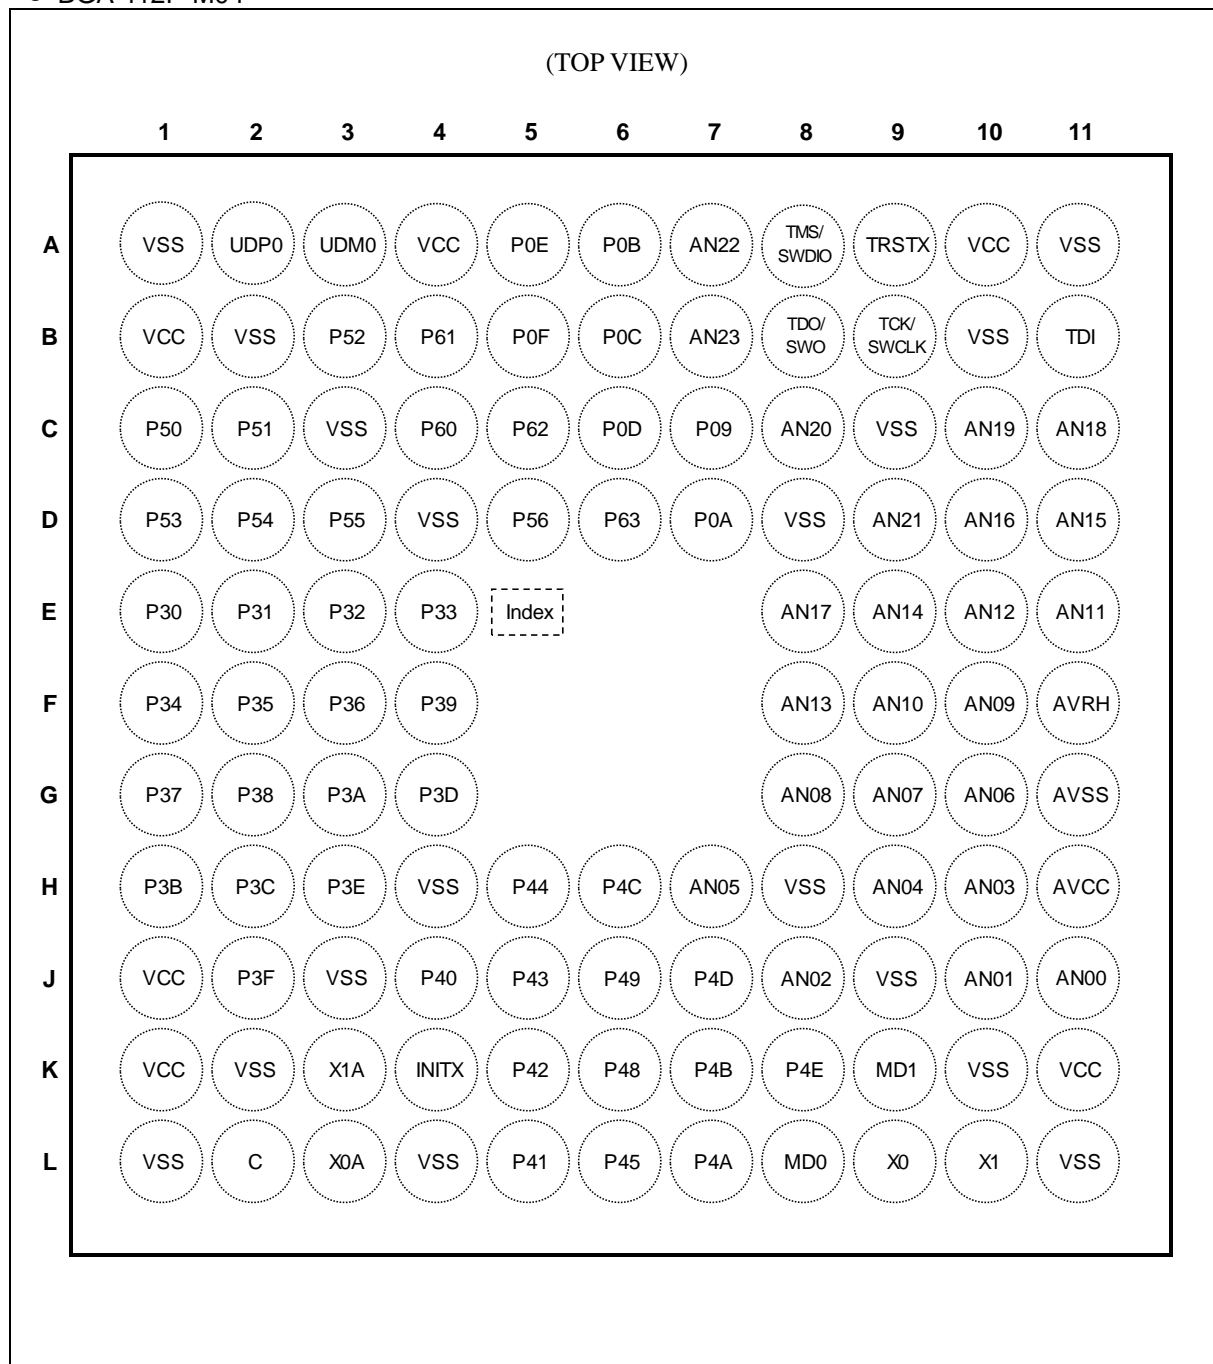 (TOP VIEW)
1 2 3 4 5 6 7 8 9 10 11
A VSS UDP0 UDM0 VCC P0E P0B AN22 TMS/SWDIO TRSTX VCC VSS
B VCC VSS P52 P61 P0F P0C AN23 TDO/SWO TCK/SWCLK VSS TDI
C P50 P51 VSS P60 P62 P0D P09 AN20 VSS AN19 AN18
D P53 P54 P55 VSS P56 P63 P0A VSS AN21 AN16 AN15
E P30 P31 P32 P33 Index AN17 AN14 AN12 AN11
F P34 P35 P36 P39 AN13 AN10 AN09 AVRH
G P37 P38 P3A P3D AN08 AN07 AN06 AVSS
H P3B P3C P3E VSS P44 P4C AN05 VSS AN04 AN03 AVCC
J VCC P3F VSS P40 P43 P49 P4D AN02 VSS AN01 AN00
K VCC VSS X1A INITX P42 P48 P4B P4E MD1 VSS VCC
L VSS C X0A VSS P41 P45 P4A MD0 X0 X1 VSS